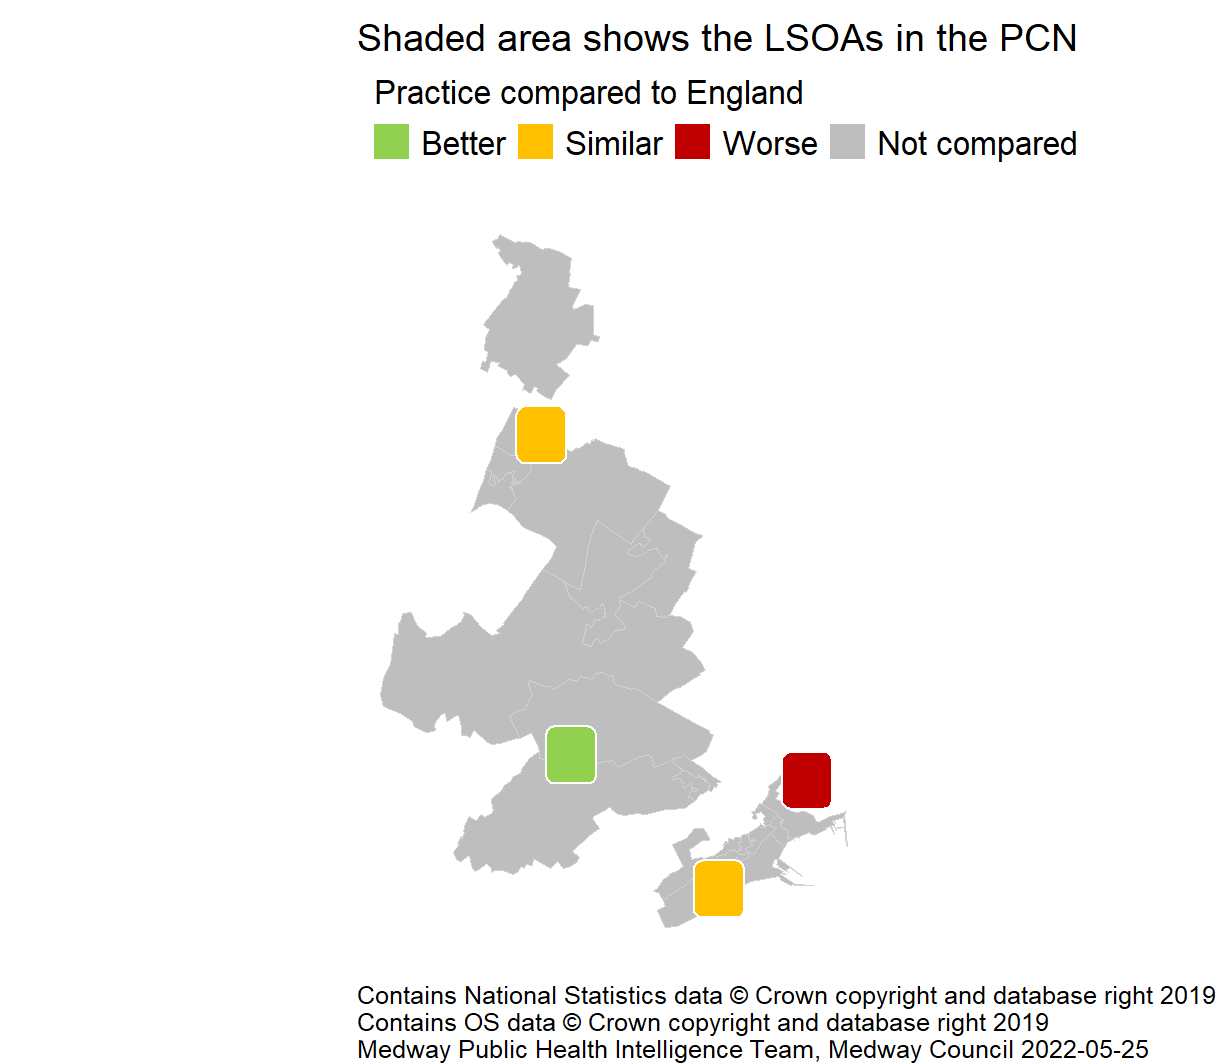 Shaded area shows the LSOAs in the PCN
Practice compared to England
Better Similar Worse Not compared
Contains National Statistics data © Crown copyright and database right 2019
Contains OS data © Crown copyright and database right 2019
Medway Public Health Intelligence Team, Medway Council 2022-05-25